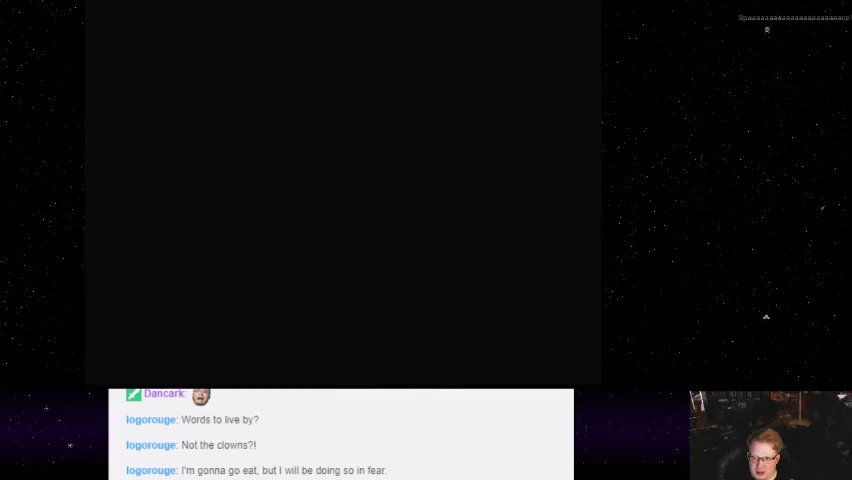 Spaaaaaaaaaaaaaaaaaaaaace
Dancark:
logorouge: Words to live by?
logorouge: Not the clowns?!
logorouge: I'm gonna go eat, but I will be doing so in fear.